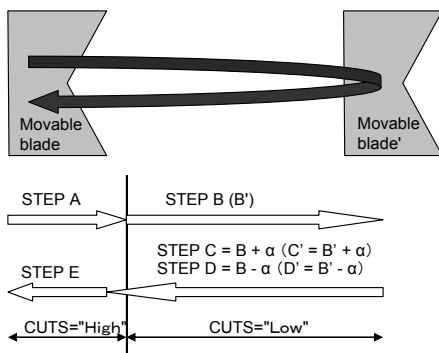 Movable
blade
Movable
blade'
STEP A
STEP B (B')
STEP C = B + α (C' = B' + α)
STEP D = B - α (D' = B' - α)
STEP E
CUTS="High"
CUTS="Low"